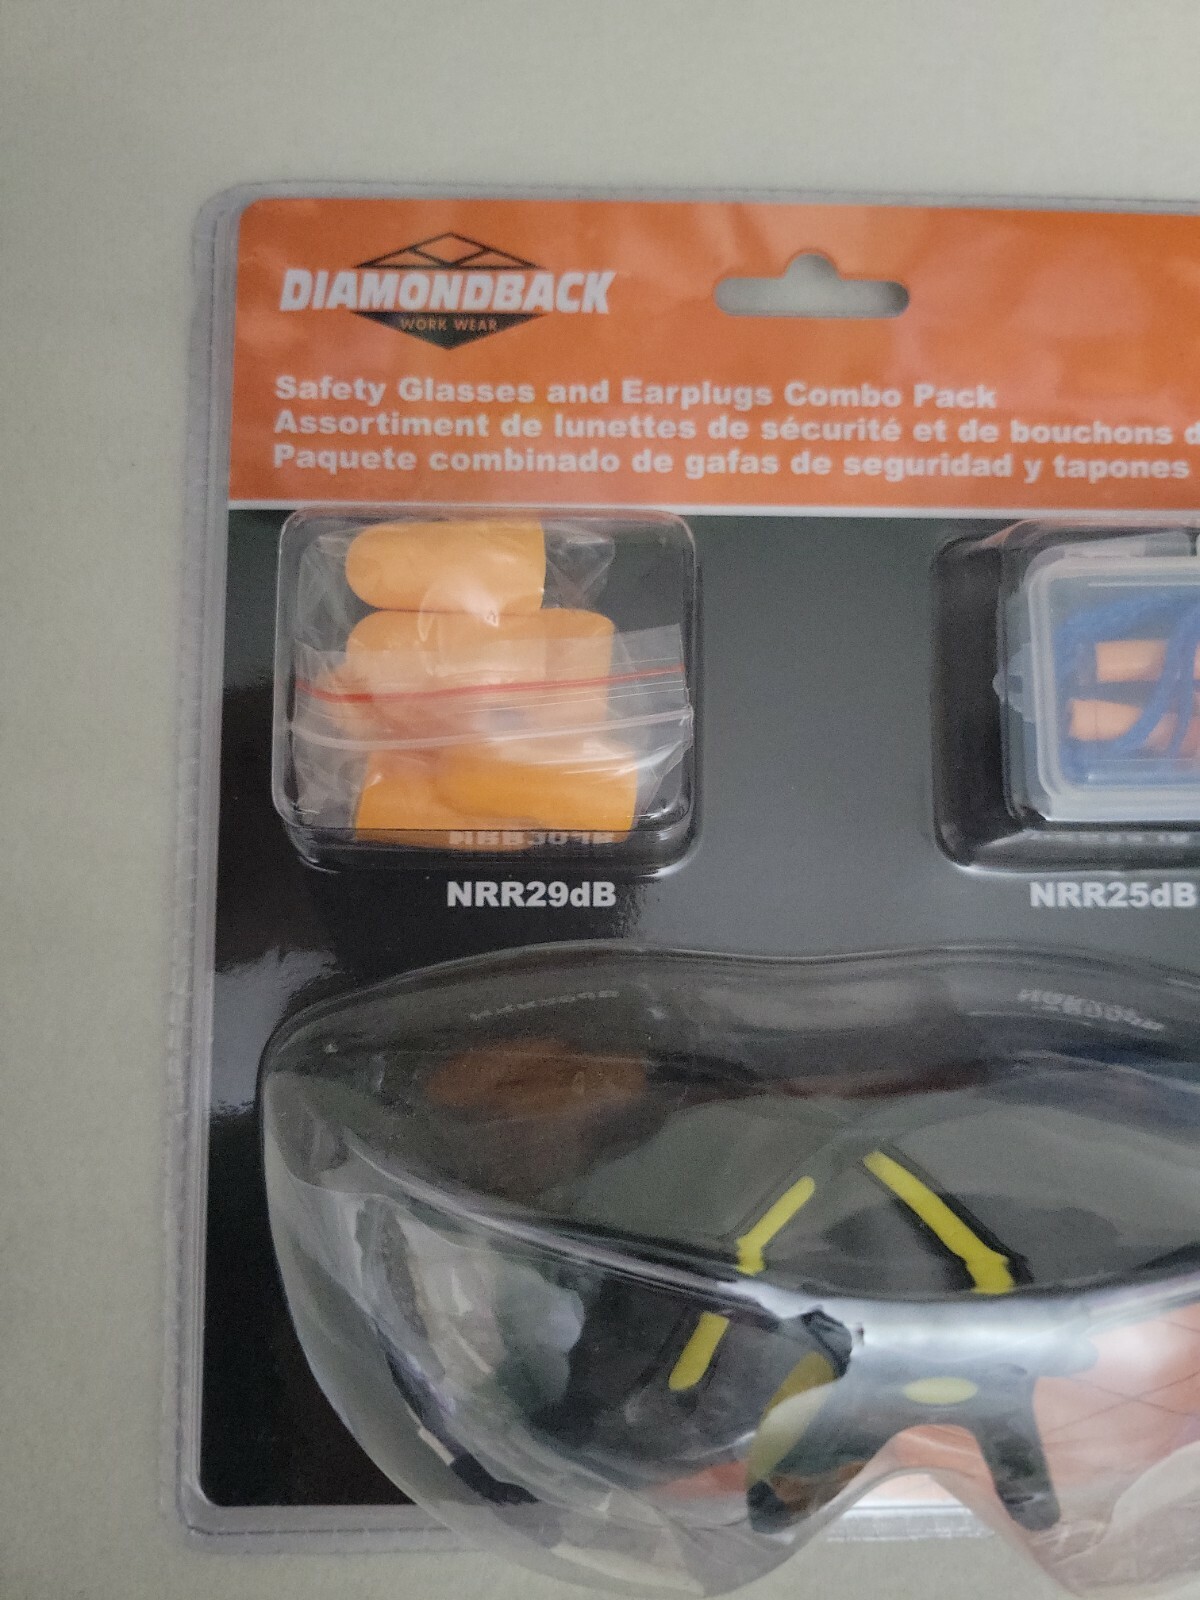 DIAMONDBACK
WORK WEAR
Safety Glasses and Earplugs Combo Pack
Assortiment de lunettes de sécurité et de bouchons d
Paquete combinado de gafas de seguridad y tapones
NRR29dB
NRR25dB